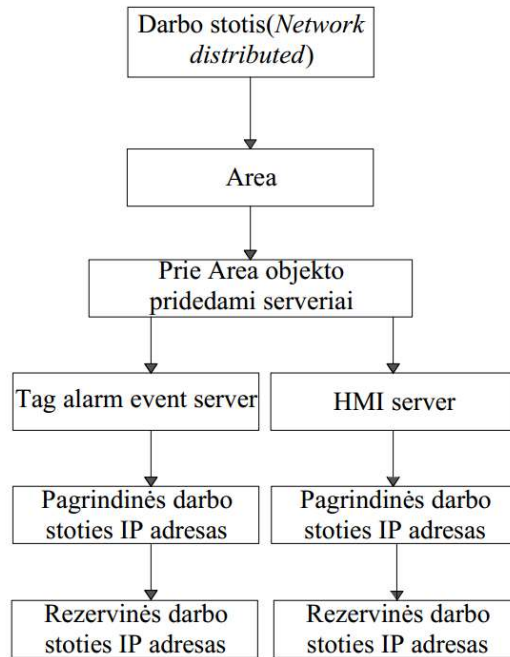 Darbo stotis(Network
distributed)
Area
Prie Area objekto
pridedami serveriai
Tag alarm event server
HMI server
Pagrindinės darbo
stoties IP adresas
Pagrindinės darbo
stoties IP adresas
Rezervinės darbo
stoties IP adresas
Rezervinės darbo
stoties IP adresas